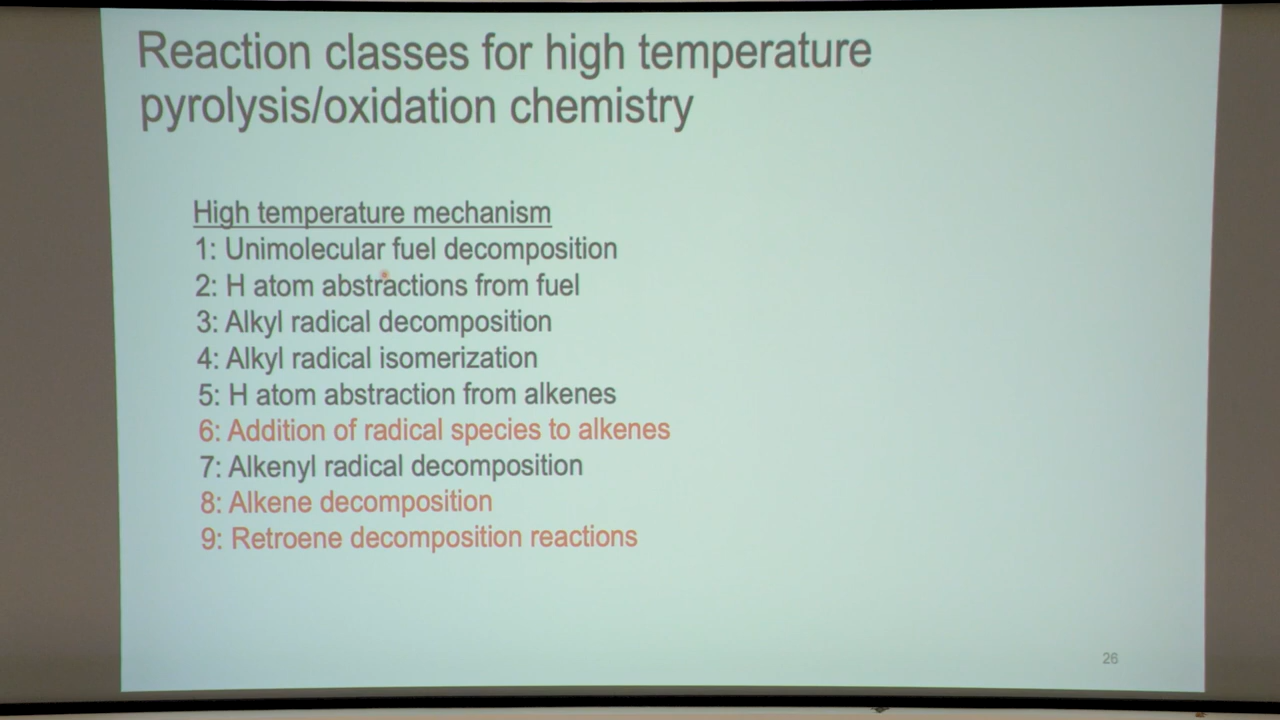 Reaction classes for high temperature
pyrolysis/oxidation chemistry
High temperature mechanism
1: Unimolecular fuel decomposition
2: H atom abstractions from fuel
3: Alkyl radical decomposition
4: Alkyl radical isomerization
5: H atom abstraction from alkenes
6: Addition of radical species to alkenes
7: Alkenyl radical decomposition
8: Alkene decomposition
9: Retroene decomposition reactions
26